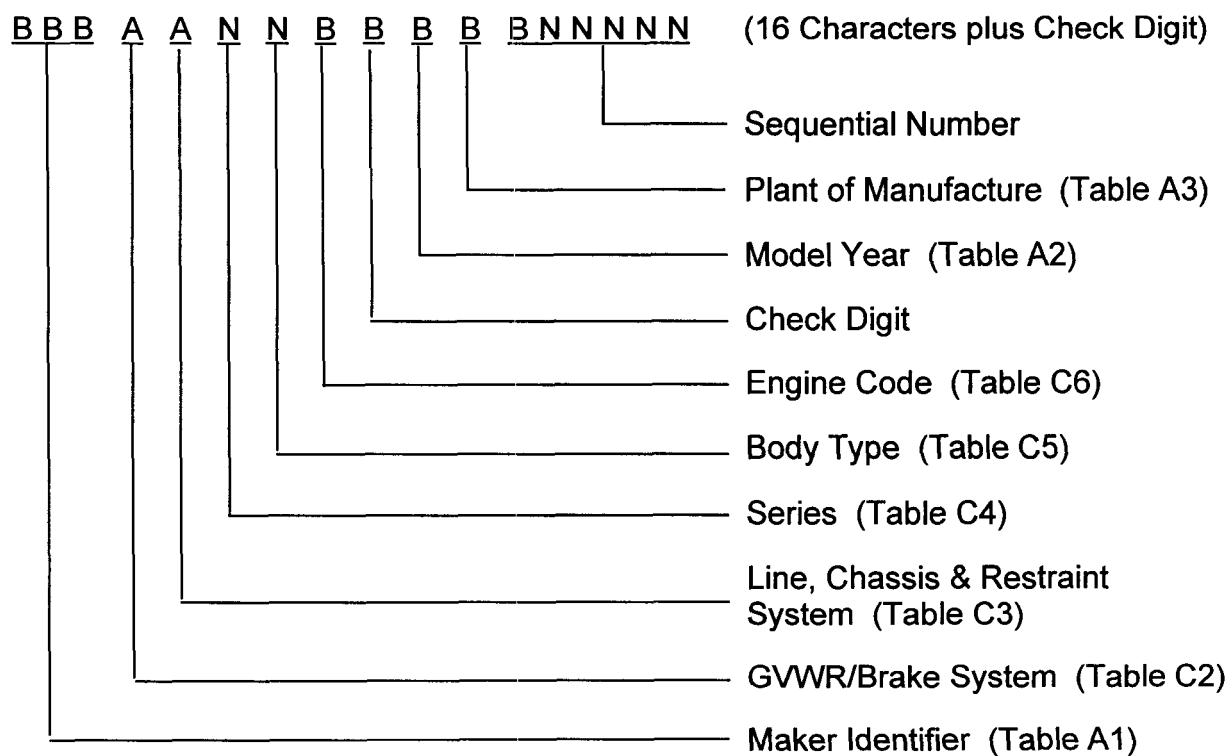 BBB A A N N B B B B BNNNNN (16 Characters plus Check Digit)
Sequential Number
Plant of Manufacture (Table A3)
Model Year (Table A2)
Check Digit
Engine Code (Table C6)
Body Type (Table C5)
Series (Table C4)
Line, Chassis & Restraint
System (Table C3)
GVWR/Brake System (Table C2)
Maker Identifier (Table A1)